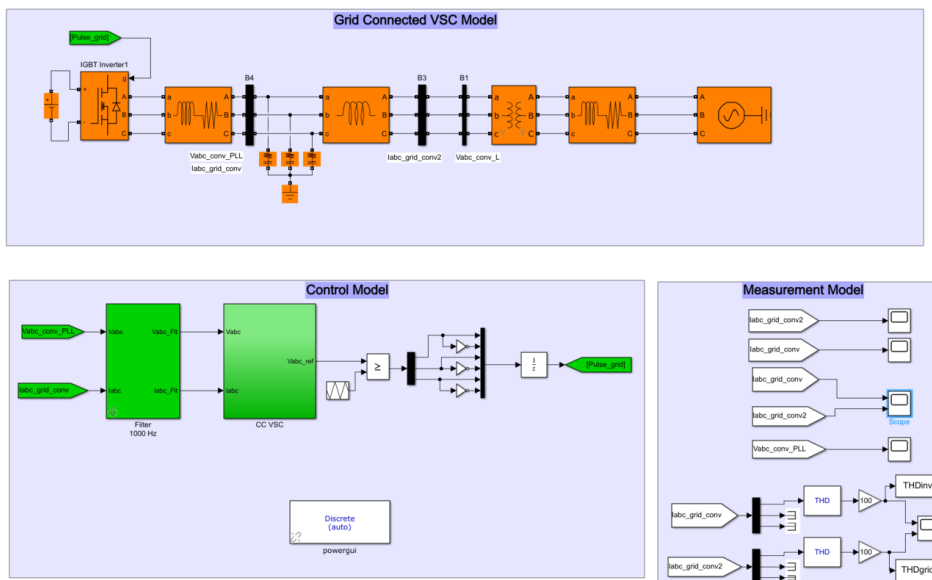 Grid Connected VSC Model
[Pulse_grid]
IGBT Inverter1
g
+
-
A
B
C
a
b
c
A
B
C
B4
a
b
c
A
B
C
B3
B1
a
b
c
A
B
C
a
b
c
A
B
C
A
B
C
Vabc_conv_PLL
Iabc_grid_conv
Iabc_grid_conv2
Vabc_conv_L
Control Model
Vabc_conv_PLL
Iabc_grid_conv
Vabc
Vabc_Flt
Iabc
Iabc_Flt
Filter
1000 Hz
Vabc
Vabc_ref
Iabc
CC VSC
≥
1
z
[Pulse_grid]
Discrete
(auto)
powergui
Measurement Model
Iabc_grid_conv2
Iabc_grid_conv
Iabc_grid_conv
Iabc_grid_conv2
Scope
Vabc_conv_PLL
Iabc_grid_conv
THD
100
THDinv
Iabc_grid_conv2
THD
100
THDgrid